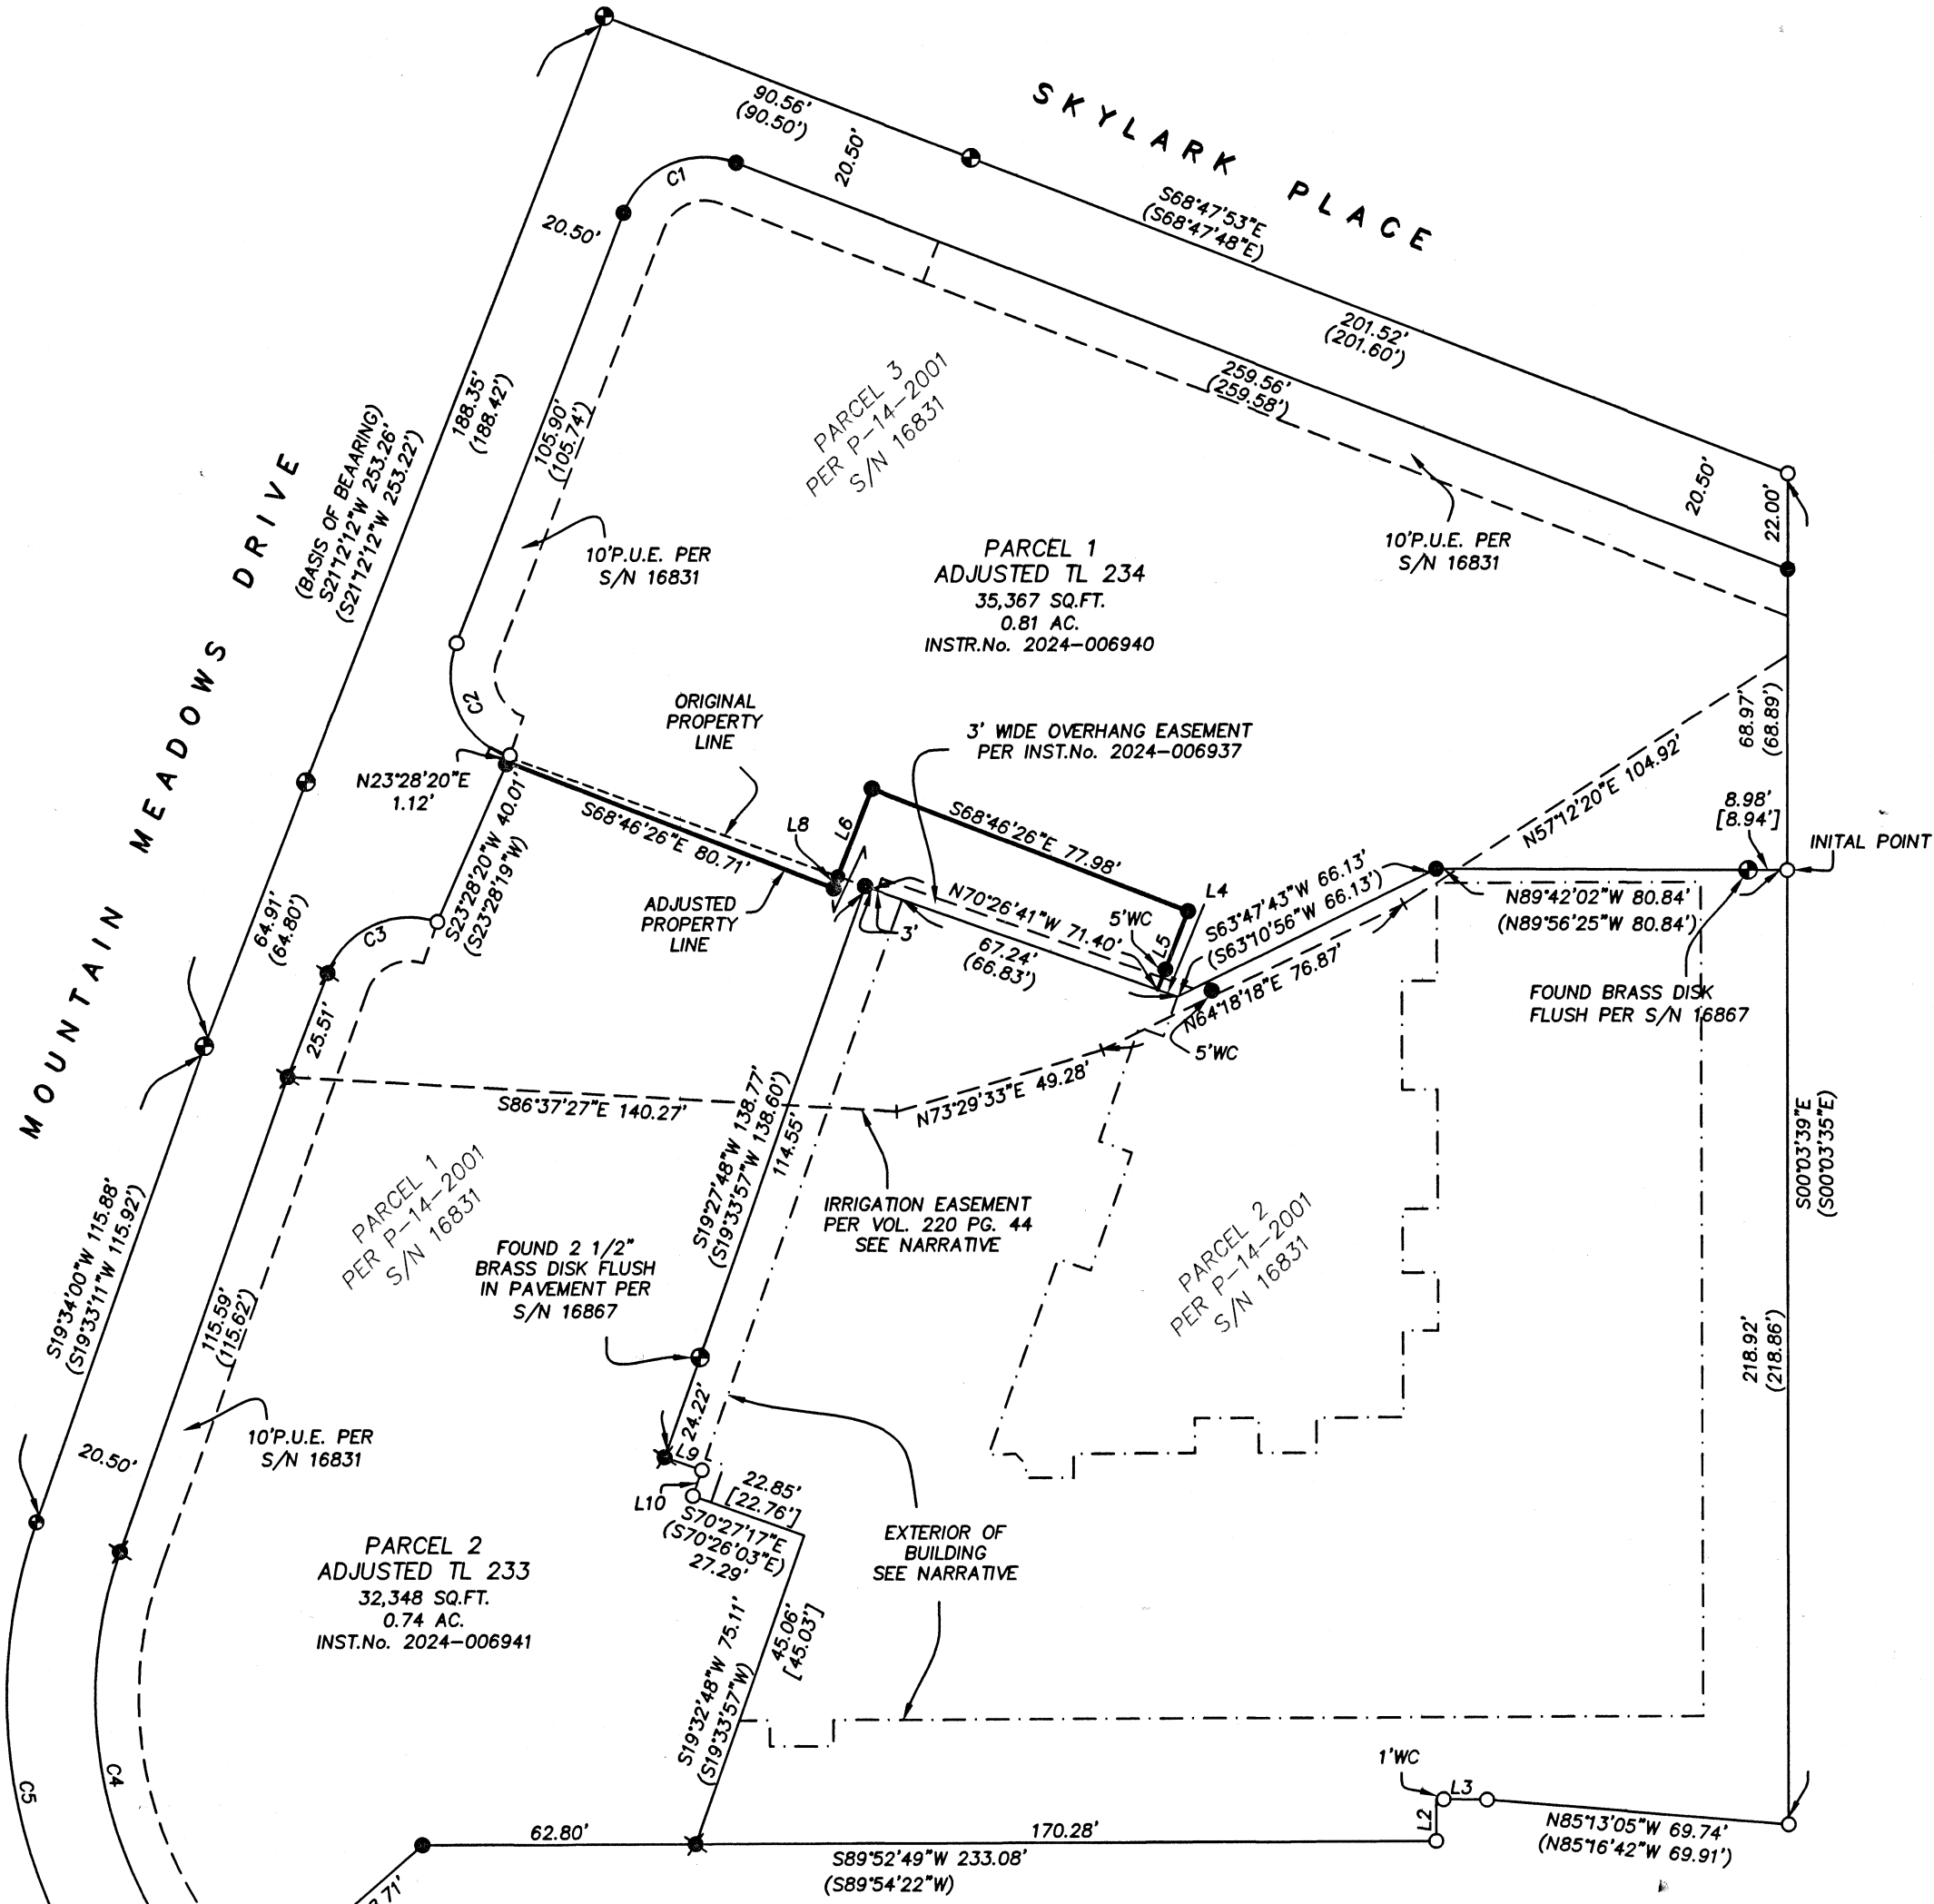 SKYLARK PLACE
90.56'
(90.50')
20.50'
C1
20.50'
S68°47'53"E
(S68°47'48"E)
201.52'
(201.60')
259.56'
(259.58')
20.50'
22.00'
188.35'
(188.42')
(BASIS OF BEAARING)
S21°12'12"W 253.26'
(S21°12'12"W 253.22')
105.90'
(105.74')
PARCEL 3
PER P-14-2001
S/N 16831
10'P.U.E. PER
S/N 16831
10'P.U.E. PER
S/N 16831
PARCEL 1
ADJUSTED TL 234
35,367 SQ.FT.
0.81 AC.
INSTR.No. 2024-006940
MOUNTAIN MEADOWS DRIVE
C2
ORIGINAL
PROPERTY
LINE
3' WIDE OVERHANG EASEMENT
PER INST.No. 2024-006937
68.97'
(68.89')
N57°12'20"E 104.92'
N23°28'20"E
1.12'
S68°46'26"E 80.71'
L8
L6
S68°46'26"E 77.98'
8.98'
[8.94']
INITAL POINT
S23°28'20"W 40.01'
(S23°28'19"W)
ADJUSTED
PROPERTY
LINE
3'
N70°26'41"W 71.40'
67.24'
(66.83')
5'WC
L5
L4
S63°47'43"W 66.13'
(S63°10'56"W 66.13')
N89°42'02"W 80.84'
(N89°56'25"W 80.84')
64.91'
(64.80')
C3
25.51'
N64°18'18"E 76.87'
5'WC
FOUND BRASS DISK
FLUSH PER S/N 16867
S86°37'27"E 140.27'
N73°29'33"E 49.28'
S00°03'39"E
(S00°03'35"E)
S19°27'48"W 138.77'
(S19°33'57"W 138.60')
114.55'
PARCEL 1
PER P-14-2001
S/N 16831
IRRIGATION EASEMENT
PER VOL. 220 PG. 44
SEE NARRATIVE
PARCEL 2
PER P-14-2001
S/N 16831
FOUND 2 1/2"
BRASS DISK FLUSH
IN PAVEMENT PER
S/N 16867
S19°34'00"W 115.88'
(S19°33'11"W 115.92')
115.59'
(115.62')
218.92'
(218.86')
20.50'
10'P.U.E. PER
S/N 16831
24.22'
L9
L10
22.85'
[22.76']
S70°27'17"E
(S70°26'03"E)
27.29'
EXTERIOR OF
BUILDING
SEE NARRATIVE
PARCEL 2
ADJUSTED TL 233
32,348 SQ.FT.
0.74 AC.
INST.No. 2024-006941
S19°32'48"W 75.11'
(S19°33'57"W)
45.06'
[45.03']
C5
C4
1'WC
L3
L2
N85°13'05"W 69.74'
(N85°16'42"W 69.91')
62.80'
170.28'
S89°52'49"W 233.08'
(S89°54'22"W)